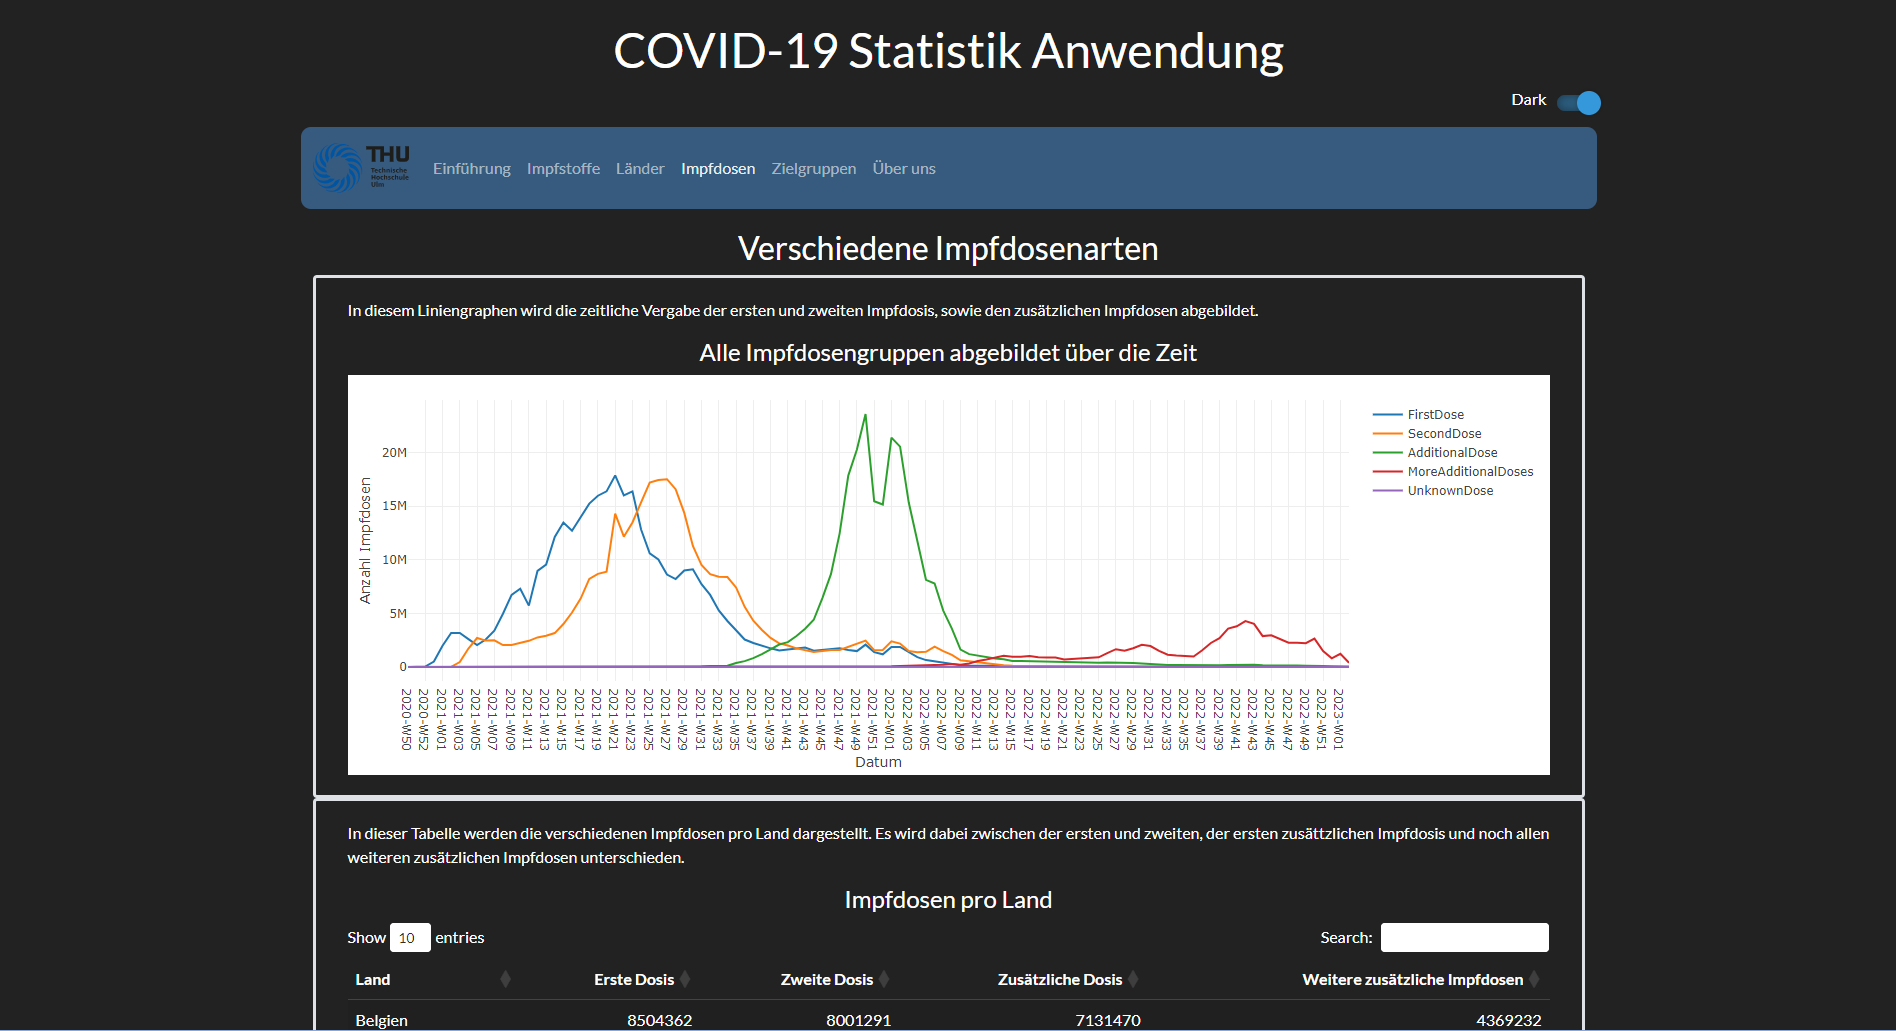 COVID-19 Statistik Anwendung
Dark
THU
Technische
Hochschule
Ulm
Einführung Impfstoffe Länder Impfdosen Zielgruppen Über uns
Verschiedene Impfdosenarten
In diesem Liniengraphen wird die zeitliche Vergabe der ersten und zweiten Impfdosis, sowie den zusätzlichen Impfdosen abgebildet.
Alle Impfdosengruppen abgebildet über die Zeit
FirstDose
SecondDose
AdditionalDose
MoreAdditionalDoses
UnknownDose
Anzahl Impfdosen
20M
15M
10M
5M
0
2020-W50 2020-W52 2021-W01 2021-W03 2021-W05 2021-W07 2021-W09 2021-W11 2021-W13 2021-W15 2021-W17 2021-W19 2021-W21 2021-W23 2021-W25 2021-W27 2021-W29 2021-W31 2021-W33 2021-W35 2021-W37 2021-W39 2021-W41 2021-W43 2021-W45 2021-W47 2021-W49 2021-W51 2022-W01 2022-W03 2022-W05 2022-W07 2022-W09 2022-W11 2022-W13 2022-W15 2022-W17 2022-W19 2022-W21 2022-W23 2022-W25 2022-W27 2022-W29 2022-W31 2022-W33 2022-W35 2022-W37 2022-W39 2022-W41 2022-W43 2022-W45 2022-W47 2022-W49 2022-W51 2023-W01
Datum
In dieser Tabelle werden die verschiedenen Impfdosen pro Land dargestellt. Es wird dabei zwischen der ersten und zweiten, der ersten zusättzlichen Impfdosis und noch allen
weiteren zusätzlichen Impfdosen unterschieden.
Impfdosen pro Land
Show 10 entries Search:
Land Erste Dosis Zweite Dosis Zusätzliche Dosis Weitere zusätzliche Impfdosen
Belgien 8504362 8001291 7131470 4369232